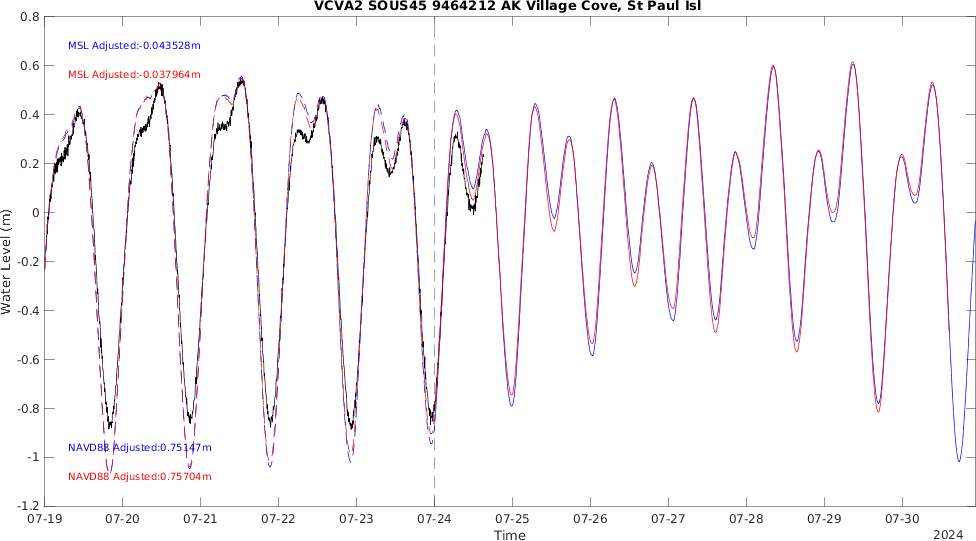 VCVA2 SOUS45 9464212 AK Village Cove, St Paul Isl
0.8
MSL Adjusted:-0.043528m
0.6
MSL Adjusted:-0.037964m
0.4
0.2
0
Water Level (m)
-0.2
-0.4
-0.6
-0.8
NAVD88 Adjusted:0.75147m
-1
NAVD88 Adjusted:0.75704m
-1.2
07-19 07-20 07-21 07-22 07-23 07-24 07-25 07-26 07-27 07-28 07-29 07-30
Time
2024